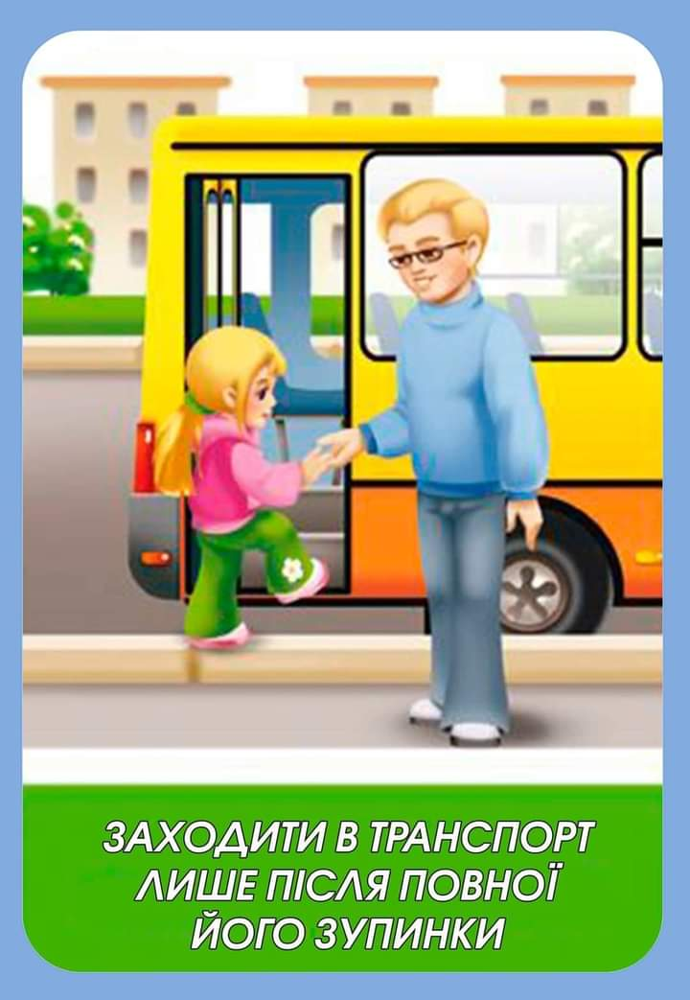 ЗАХОДИТИ В ТРАНСПОРТ
ЛИШЕ ПІСЛЯ ПОВНОЇ
ЙОГО ЗУПИНКИ